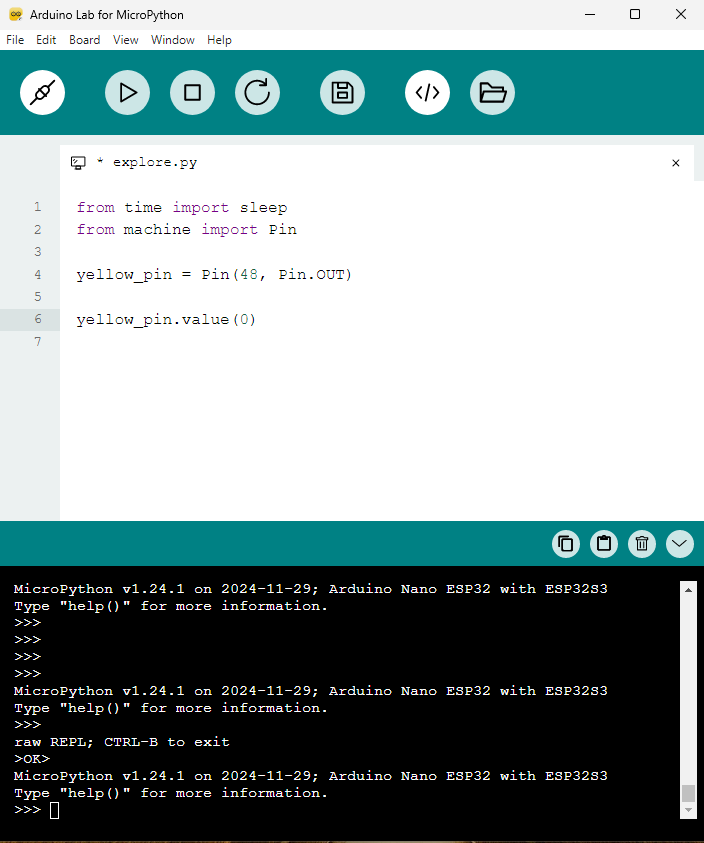 Arduino Lab for MicroPython
File Edit Board View Window Help
* explore.py
1 from time import sleep
2 from machine import Pin
3
4 yellow_pin = Pin(48, Pin.OUT)
5
6 yellow_pin.value(0)
7
MicroPython v1.24.1 on 2024-11-29; Arduino Nano ESP32 with ESP32S3
Type "help()" for more information.
>>>
>>>
>>>
>>>
MicroPython v1.24.1 on 2024-11-29; Arduino Nano ESP32 with ESP32S3
Type "help()" for more information.
>>>
raw REPL; CTRL-B to exit
>OK>
MicroPython v1.24.1 on 2024-11-29; Arduino Nano ESP32 with ESP32S3
Type "help()" for more information.
>>>